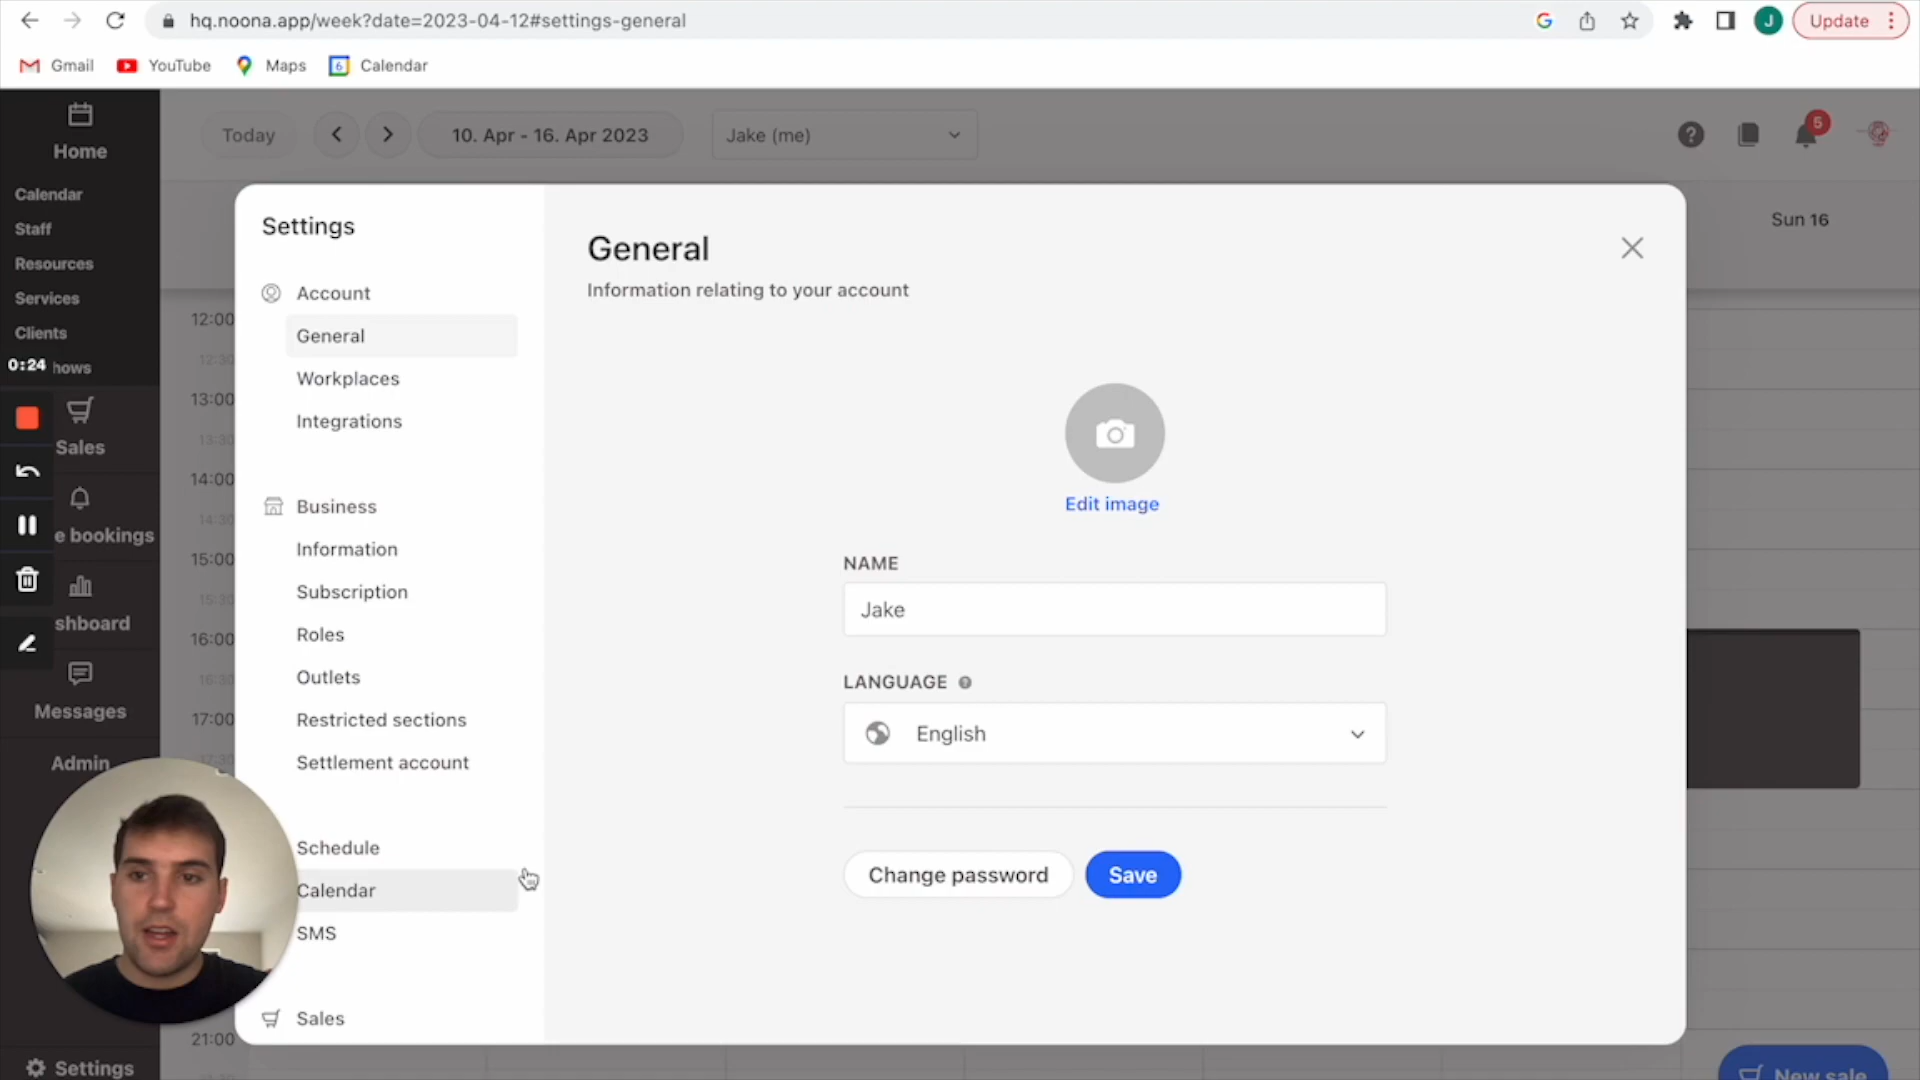 hq.noona.app/week?date=2023-04-12#settings-general
J
Update
Gmail
YouTube
6
Maps
Calendar
Home
Calendar
Staff
Resources
Services
Clients
0:24
hows
Sales
e bookings
shboard
Messages
Admin
Settings
Today
10. Apr - 16. Apr 2023
Jake (me)
5
Sun 16
12:00
12:30
13:00
13:30
14:00
14:30
15:00
15:30
16:00
16:30
17:00
17:30
21:00
Settings
Account
General
Workplaces
Integrations
Business
Information
Subscription
Roles
Outlets
Restricted sections
Settlement account
Schedule
Calendar
SMS
Sales
General
Information relating to your account
Edit image
NAME
Jake
LANGUAGE
English
Change password
Save
New sale